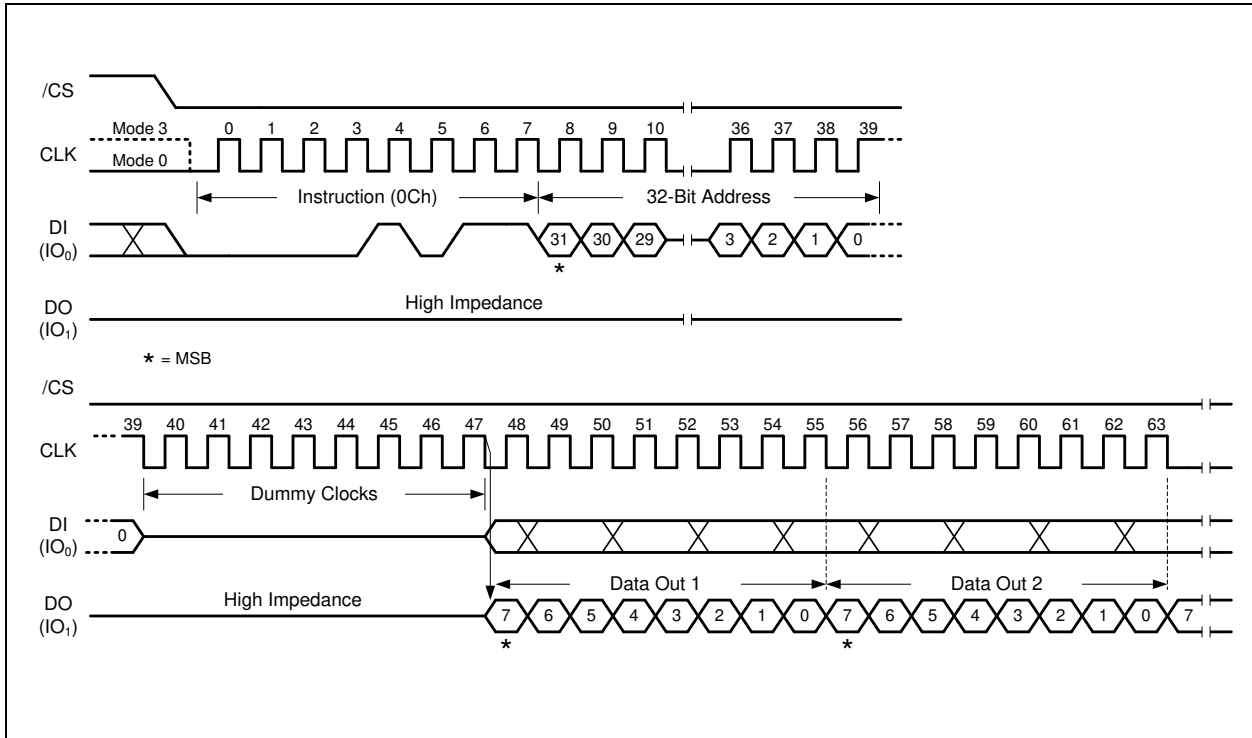 /CS
Mode 3 0 1 2 3 4 5 6 7 8 9 10 36 37 38 39
CLK
Mode 0
Instruction (0Ch) 32-Bit Address
DI
(IO0)
31 30 29 3 2 1 0
*
High Impedance
DO
(IO1)
* = MSB
/CS
39 40 41 42 43 44 45 46 47 48 49 50 51 52 53 54 55 56 57 58 59 60 61 62 63
CLK
Dummy Clocks
DI
(IO0)
0
Data Out 1 Data Out 2
High Impedance
DO
(IO1)
7 6 5 4 3 2 1 0 7 6 5 4 3 2 1 0 7
* *